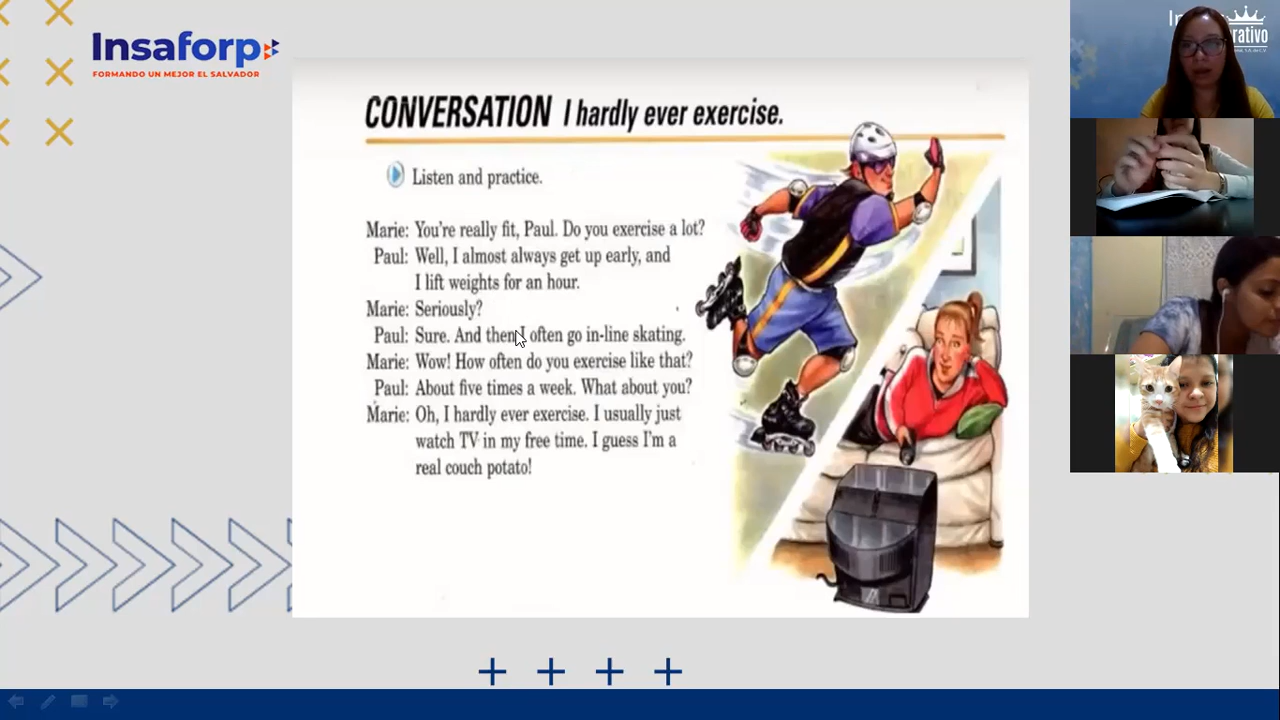 Insaforp
FORMANDO UN MEJOR EL SALVADOR
CONVERSATION I hardly ever exercise.
Listen and practice.
Marie: You're really fit, Paul. Do you exercise a lot?
Paul: Well, I almost always get up early, and
I lift weights for an hour.
Marie: Seriously?
Paul: Sure. And then I often go in-line skating.
Marie: Wow! How often do you exercise like that?
Paul: About five times a week. What about you?
Marie: Oh, I hardly ever exercise. I usually just
watch TV in my free time. I guess I'm a
real couch potato!